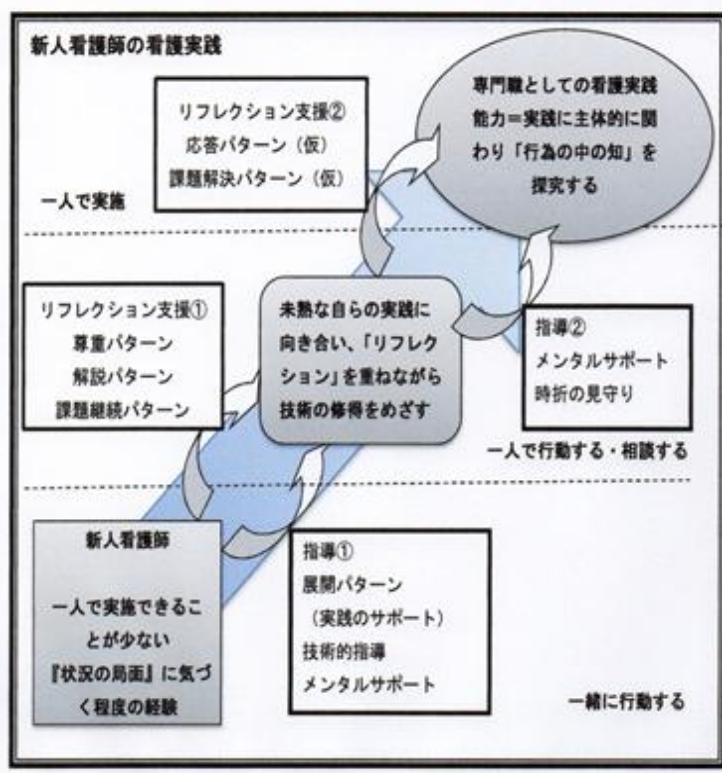 新人看護師の看護実践
リフレクション支援②
応答パターン（仮）
課題解決パターン（仮）
専門職としての看護実践
能力＝実践に主体的に関
わり「行為の中の知」を
探究する
一人で実施
リフレクション支援①
尊重パターン
解説パターン
課題継続パターン
未熟な自らの実践に
向き合い、「リフレク
ション」を重ねながら
技術の修得をめざす
指導②
メンタルサポート
時折の見守り
一人で行動する・相談する
新人看護師
一人で実施できるこ
とが少ない
『状況の局面』に気づ
く程度の経験
指導①
展開パターン
（実践のサポート）
技術的指導
メンタルサポート
一緒に行動する